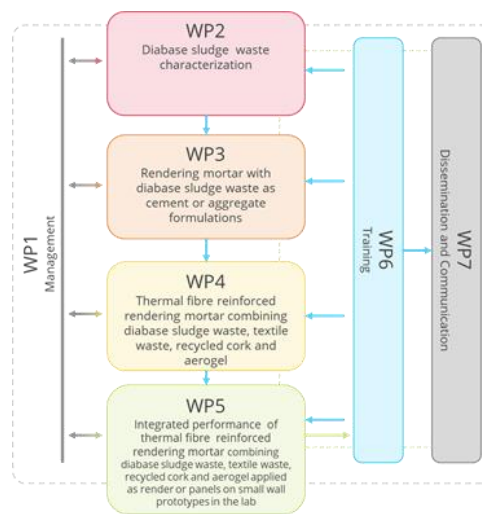 WP2
Diabase sludge waste
characterization
WP3
Rendering mortar with
diabase sludge waste as
cement or aggregate
formulations
WP4
Thermal fibre reinforced
rendering mortar combining
diabase sludge waste, textile
waste, recycled cork and
aerogel
WP5
Integrated performance of
thermal fibre reinforced
rendering mortar combining
diabase sludge waste, textile waste,
recycled cork and aerogel applied
as render or panels on small wall
prototypes in the lab
WP1
Management
WP6
Training
WP7
Dissemination and Communication